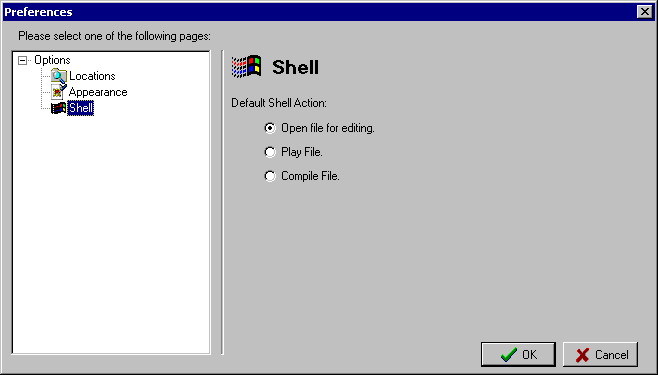 Preferences
Please select one of the following pages:
Options
Locations
Appearance
Shell
Shell
Default Shell Action:
Open file for editing.
Play File.
Compile File.
OK
Cancel